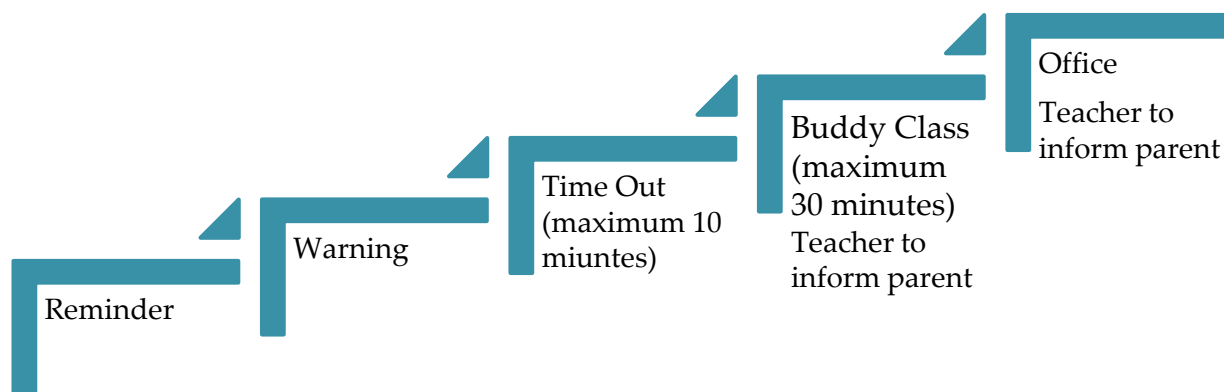 Reminder
Warning
Time Out
(maximum 10
miuntes)
Buddy Class
(maximum
30 minutes)
Teacher to
inform parent
Office
Teacher to
inform parent